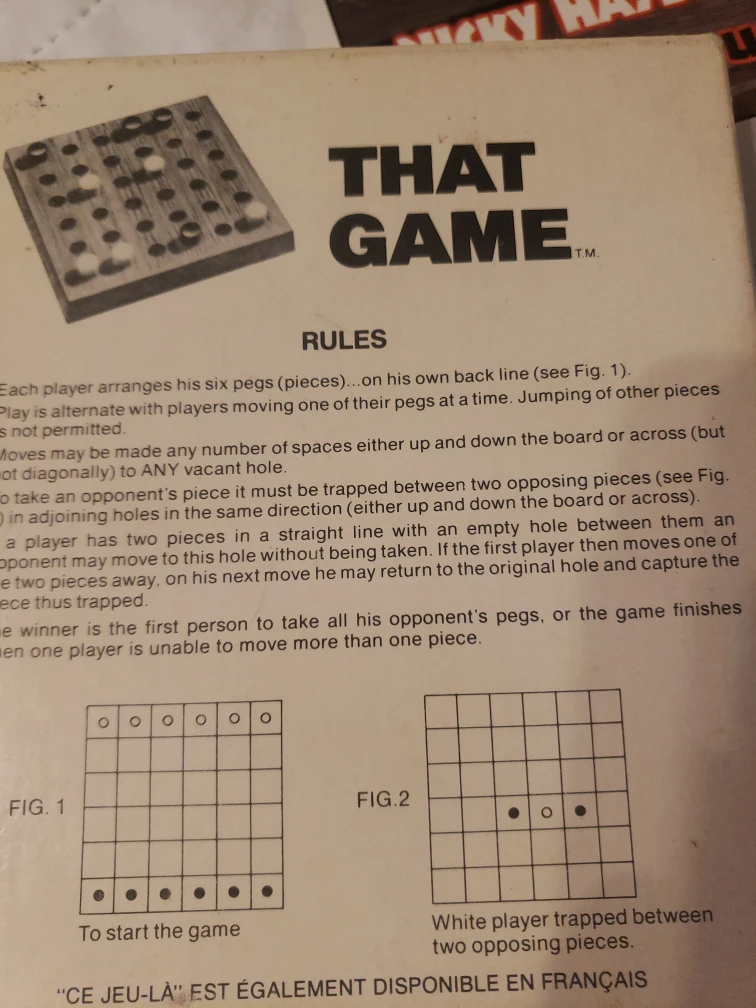 NICKY HAY
THAT
GAME T.M.
RULES
Each player arranges his six pegs (pieces)...on his own back line (see Fig. 1).
Play is alternate with players moving one of their pegs at a time. Jumping of other pieces
is not permitted.
Moves may be made any number of spaces either up and down the board or across (but
not diagonally) to ANY vacant hole.
To take an opponent's piece it must be trapped between two opposing pieces (see Fig.
) in adjoining holes in the same direction (either up and down the board or across).
a player has two pieces in a straight line with an empty hole between them an
opponent may move to this hole without being taken. If the first player then moves one of
e two pieces away, on his next move he may return to the original hole and capture the
iece thus trapped.
e winner is the first person to take all his opponent's pegs, or the game finishes
en one player is unable to move more than one piece.
FIG. 1
FIG.2
To start the game
White player trapped between
two opposing pieces.
"CE JEU-LÀ" EST ÉGALEMENT DISPONIBLE EN FRANÇAIS